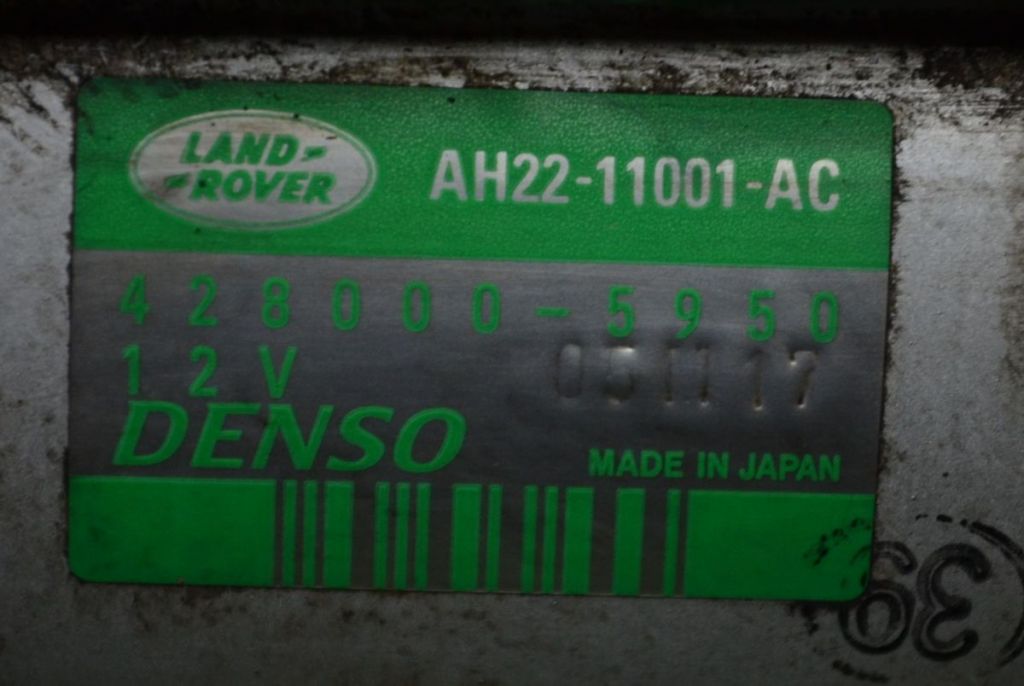 LAND-
-ROVER
AH22-11001-AC
428000-5950
12V
DENSO
MADE IN JAPAN